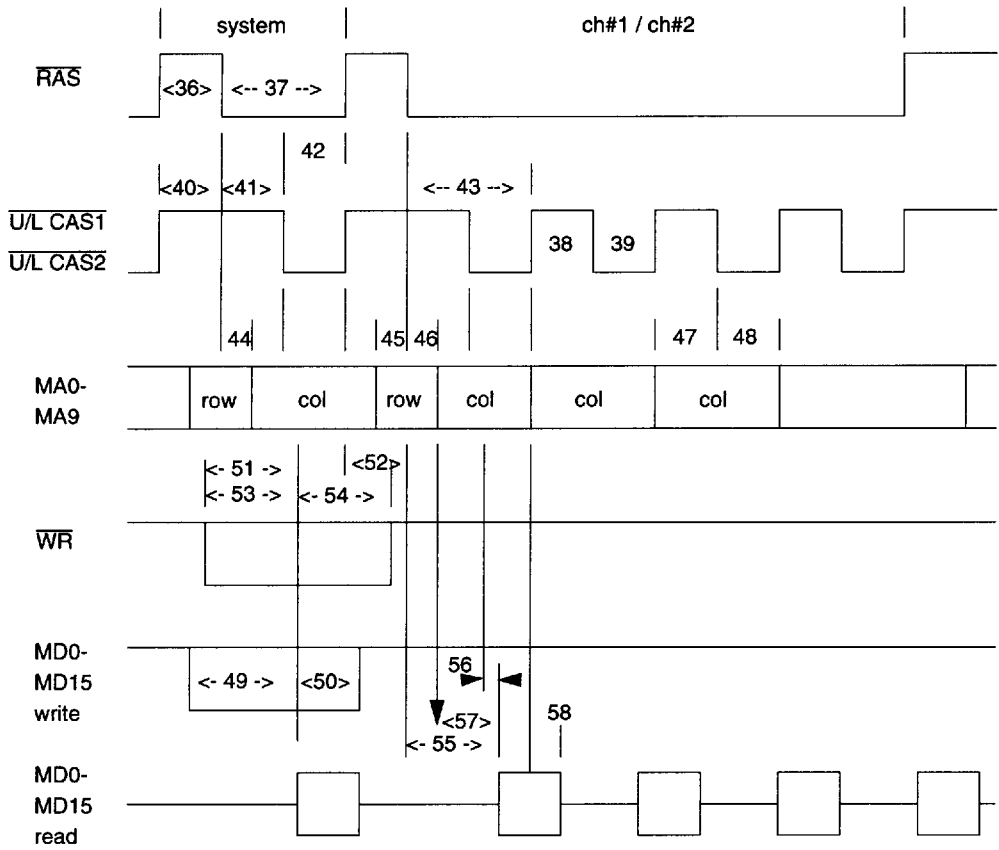 system ch#1 / ch#2
RAS <36> <-- 37 -->
42
<40> <41> <-- 43 -->
U/L CAS1
38 39
U/L CAS2
44 45 46 47 48
MA0-
MA9
row col row col col col
<- 51 -> <52>
<- 53 -> <- 54 ->
WR
MD0-
MD15
write
<- 49 -> <50>
56
<57> 58
<- 55 ->
MD0-
MD15
read